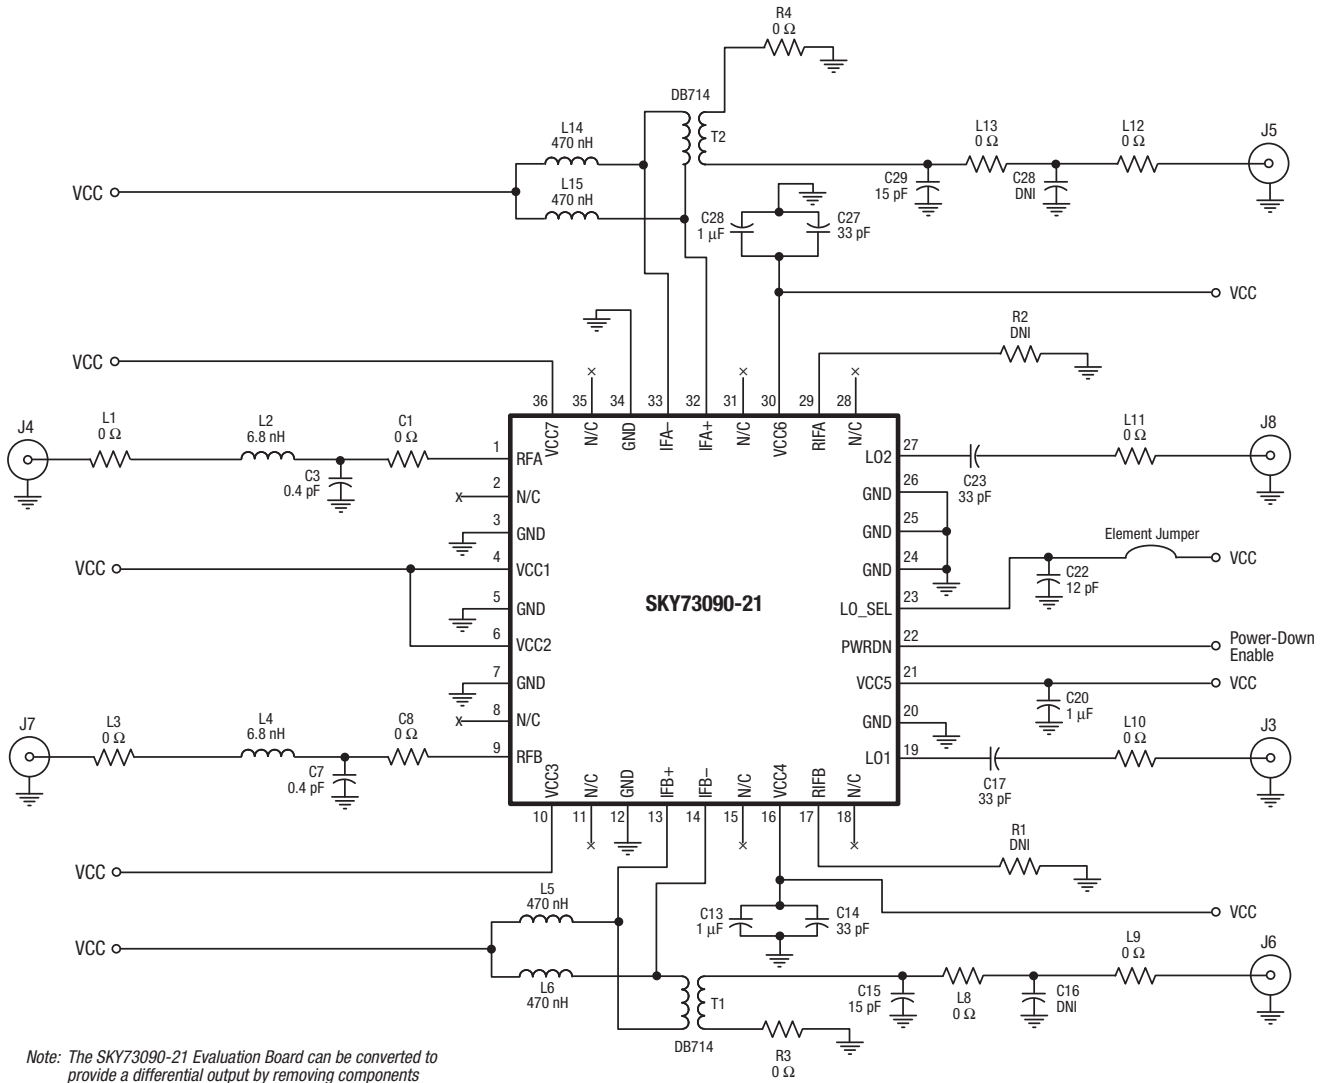 R4
0 Ω
DB714
T2
L14
470 nH
L15
470 nH
VCC
C29
15 pF
L13
0 Ω
C28
DNI
L12
0 Ω
J5
C28
1 μF
C27
33 pF
VCC
R2
DNI
VCC
36
35
34
33
32
31
30
29
28
VCC7
N/C
GND
IFA–
IFA+
N/C
VCC6
RIFA
N/C
J4
L1
0 Ω
L2
6.8 nH
C3
0.4 pF
C1
0 Ω
1
RFA
2
N/C
3
GND
VCC
4
VCC1
5
GND
6
VCC2
7
GND
8
N/C
9
RFB
J7
L3
0 Ω
L4
6.8 nH
C7
0.4 pF
C8
0 Ω
SKY73090-21
LO2
27
C23
33 pF
L11
0 Ω
J8
GND
26
GND
25
GND
24
LO_SEL
23
C22
12 pF
Element Jumper
VCC
PWRDN
22
Power-Down
Enable
VCC5
21
VCC
C20
1 μF
GND
20
LO1
19
C17
33 pF
L10
0 Ω
J3
VCC3
N/C
GND
IFB+
IFB–
N/C
VCC4
RIFB
N/C
10
11
12
13
14
15
16
17
18
R1
DNI
VCC
VCC
L5
470 nH
L6
470 nH
C13
1 μF
C14
33 pF
VCC
T1
DB714
R3
0 Ω
C15
15 pF
L8
0 Ω
C16
DNI
L9
0 Ω
J6
Note: The SKY73090-21 Evaluation Board can be converted to
provide a differential output by removing components